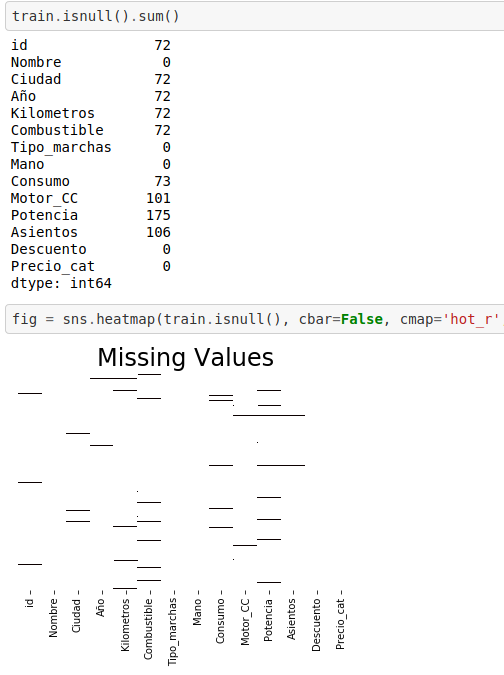 train.isnull().sum()
id 72
Nombre 0
Ciudad 72
Año 72
Kilometros 72
Combustible 72
Tipo_marchas 0
Mano 0
Consumo 73
Motor_CC 101
Potencia 175
Asientos 106
Descuento 0
Precio_cat 0
dtype: int64
fig = sns.heatmap(train.isnull(), cbar=False, cmap='hot_r'
Missing Values
id
Nombre
Ciudad
Año
Kilometros
Combustible
Tipo_marchas
Mano
Consumo
Motor_CC
Potencia
Asientos
Descuento
Precio_cat